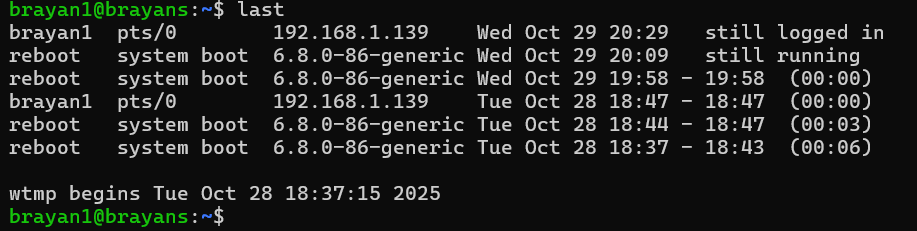 brayan1@brayans:~$ last
brayan1  pts/0        192.168.1.139    Wed Oct 29 20:29   still logged in
reboot   system boot  6.8.0-86-generic Wed Oct 29 20:09   still running
reboot   system boot  6.8.0-86-generic Wed Oct 29 19:58 - 19:58  (00:00)
brayan1  pts/0        192.168.1.139    Tue Oct 28 18:47 - 18:47  (00:00)
reboot   system boot  6.8.0-86-generic Tue Oct 28 18:44 - 18:47  (00:03)
reboot   system boot  6.8.0-86-generic Tue Oct 28 18:37 - 18:43  (00:06)

wtmp begins Tue Oct 28 18:37:15 2025
brayan1@brayans:~$